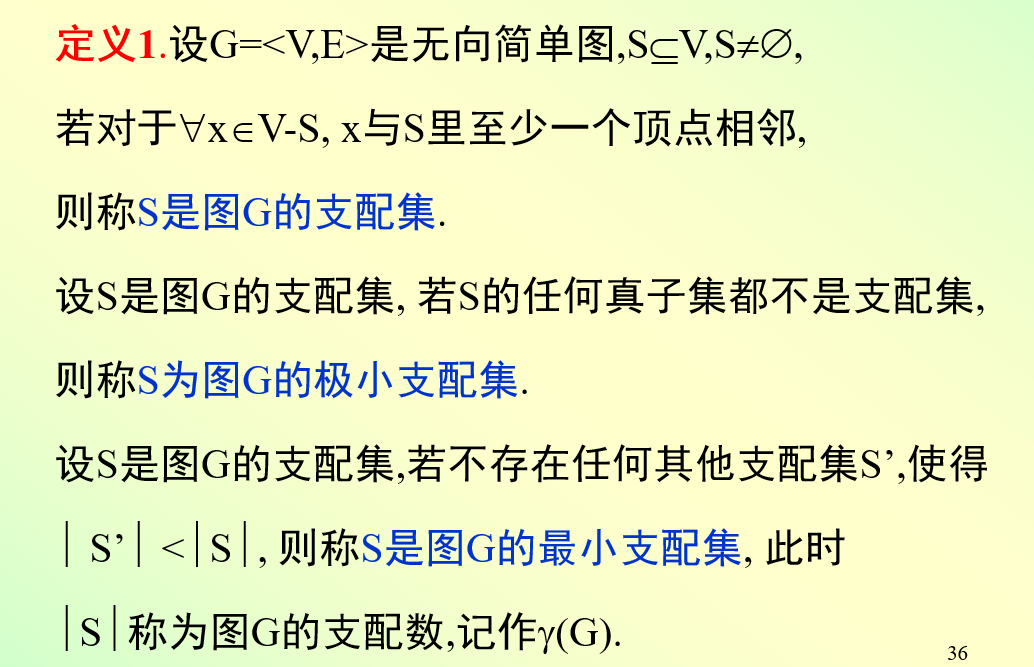 定义1.设G=<V,E>是无向简单图,S⊆V,S≠∅,
若对于∀x∈V-S, x与S里至少一个顶点相邻,
则称S是图G的支配集.
设S是图G的支配集, 若S的任何真子集都不是支配集,
则称S为图G的极小支配集.
设S是图G的支配集,若不存在任何其他支配集S’,使得
| S’| <|S|, 则称S是图G的最小支配集, 此时
|S|称为图G的支配数,记作γ(G).
36